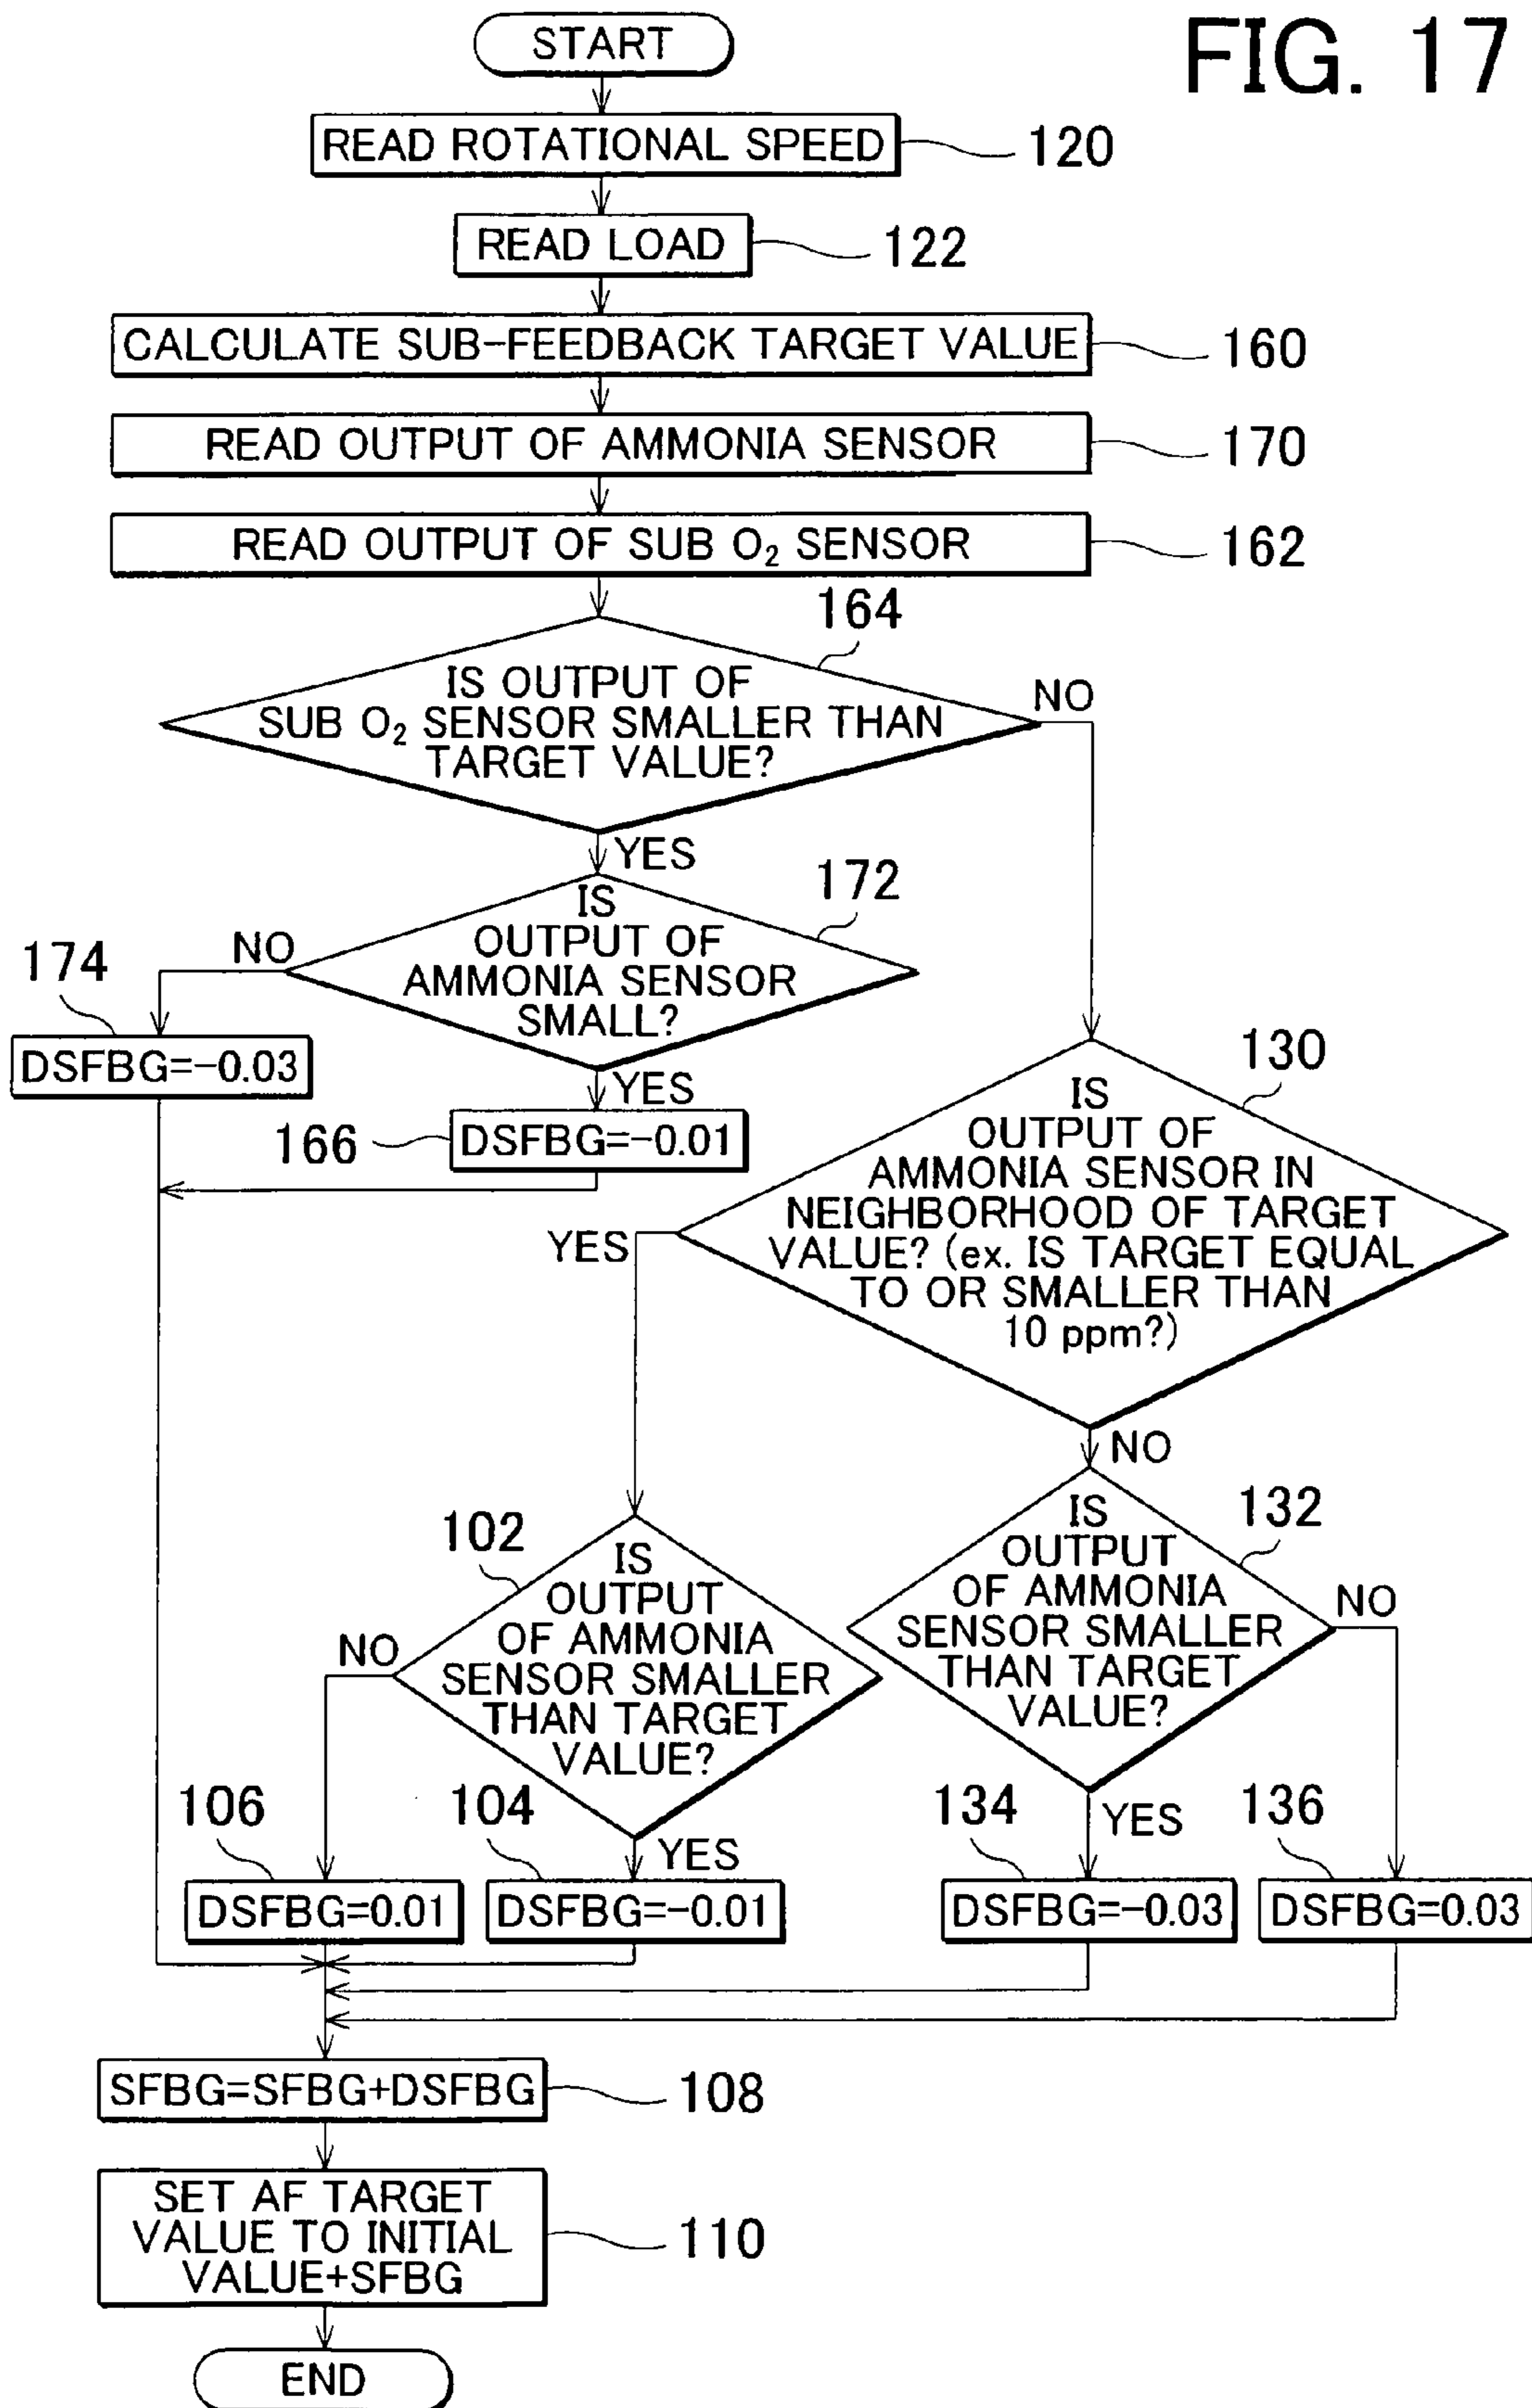 FIG. 17
START
READ ROTATIONAL SPEED
120
READ LOAD
122
CALCULATE SUB-FEEDBACK TARGET VALUE
160
READ OUTPUT OF AMMONIA SENSOR
170
READ OUTPUT OF SUB O₂ SENSOR
162
164
IS OUTPUT OF
SUB O₂ SENSOR SMALLER THAN
TARGET VALUE?
NO
YES
172
IS
OUTPUT OF
AMMONIA SENSOR
SMALL?
NO
174
DSFBG=-0.03
YES
166
DSFBG=-0.01
130
IS
OUTPUT OF
AMMONIA SENSOR IN
NEIGHBORHOOD OF TARGET
VALUE? (ex. IS TARGET EQUAL
TO OR SMALLER THAN
10 ppm?)
YES
NO
102
IS
OUTPUT
OF AMMONIA
SENSOR SMALLER
THAN TARGET
VALUE?
NO
YES
132
IS
OUTPUT
OF AMMONIA
SENSOR SMALLER
THAN TARGET
VALUE?
NO
YES
106
DSFBG=0.01
104
DSFBG=-0.01
134
DSFBG=-0.03
136
DSFBG=0.03
SFBG=SFBG+DSFBG
108
SET AF TARGET
VALUE TO INITIAL
VALUE+SFBG
110
END